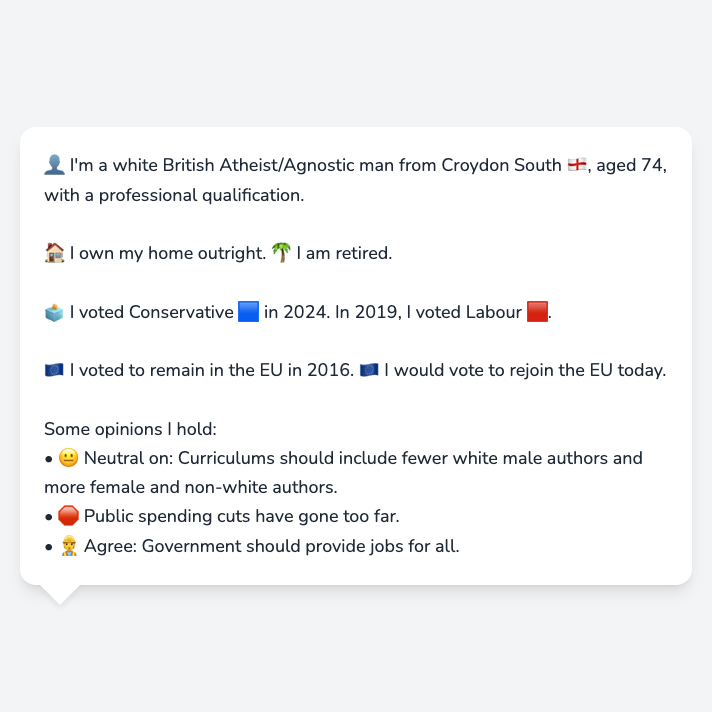 👤 I'm a white British Atheist/Agnostic man from Croydon South 🏴󠁧󠁢󠁥󠁮󠁧󠁿, aged 74,
with a professional qualification.
🏠 I own my home outright. 🌴 I am retired.
🗳️ I voted Conservative 🟦 in 2024. In 2019, I voted Labour 🟥.
🇪🇺 I voted to remain in the EU in 2016. 🇪🇺 I would vote to rejoin the EU today.
Some opinions I hold:
• 😐 Neutral on: Curriculums should include fewer white male authors and
more female and non-white authors.
• 🛑 Public spending cuts have gone too far.
• 👷 Agree: Government should provide jobs for all.